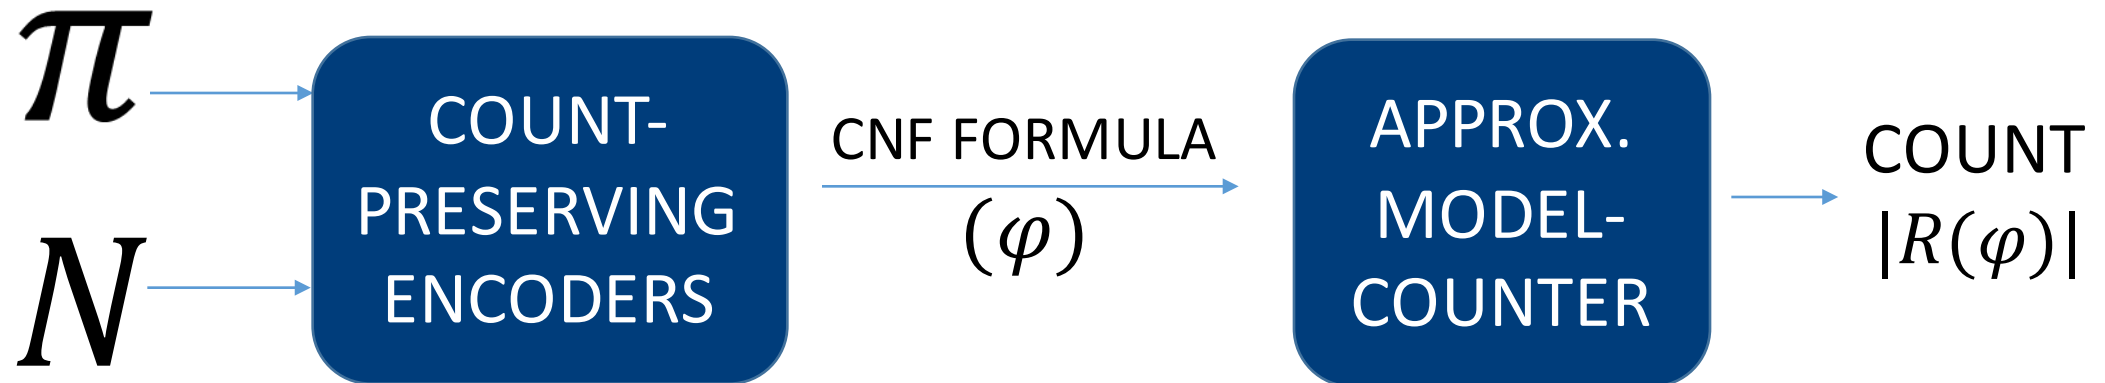 π
N
COUNT-
PRESERVING
ENCODERS
CNF FORMULA
(φ)
APPROX.
MODEL-
COUNTER
COUNT
|R(φ)|